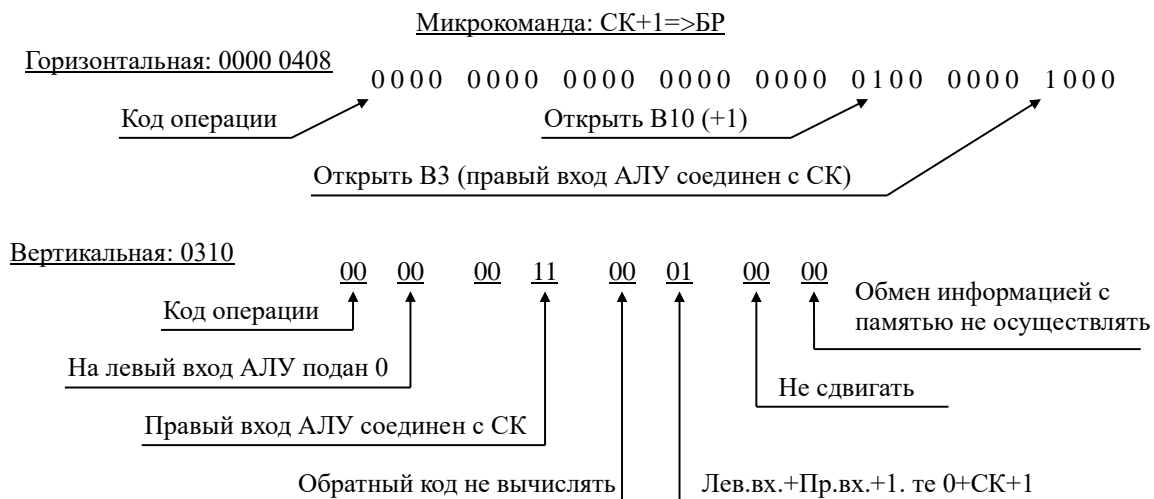 Микрокоманда: СК+1=>БР
Горизонтальная: 0000 0408
0000 0000 0000 0000 0000 0100 0000 1000
Код операции
Открыть В10 (+1)
Открыть В3 (правый вход АЛУ соединен с СК)
Вертикальная: 0310
00 00 00 11 00 01 00 00
Код операции
Обмен информацией с
памятью не осуществлять
На левый вход АЛУ подан 0
Не сдвигать
Правый вход АЛУ соединен с СК
Обратный код не вычислять
Лев.вх.+Пр.вх.+1. те 0+СК+1